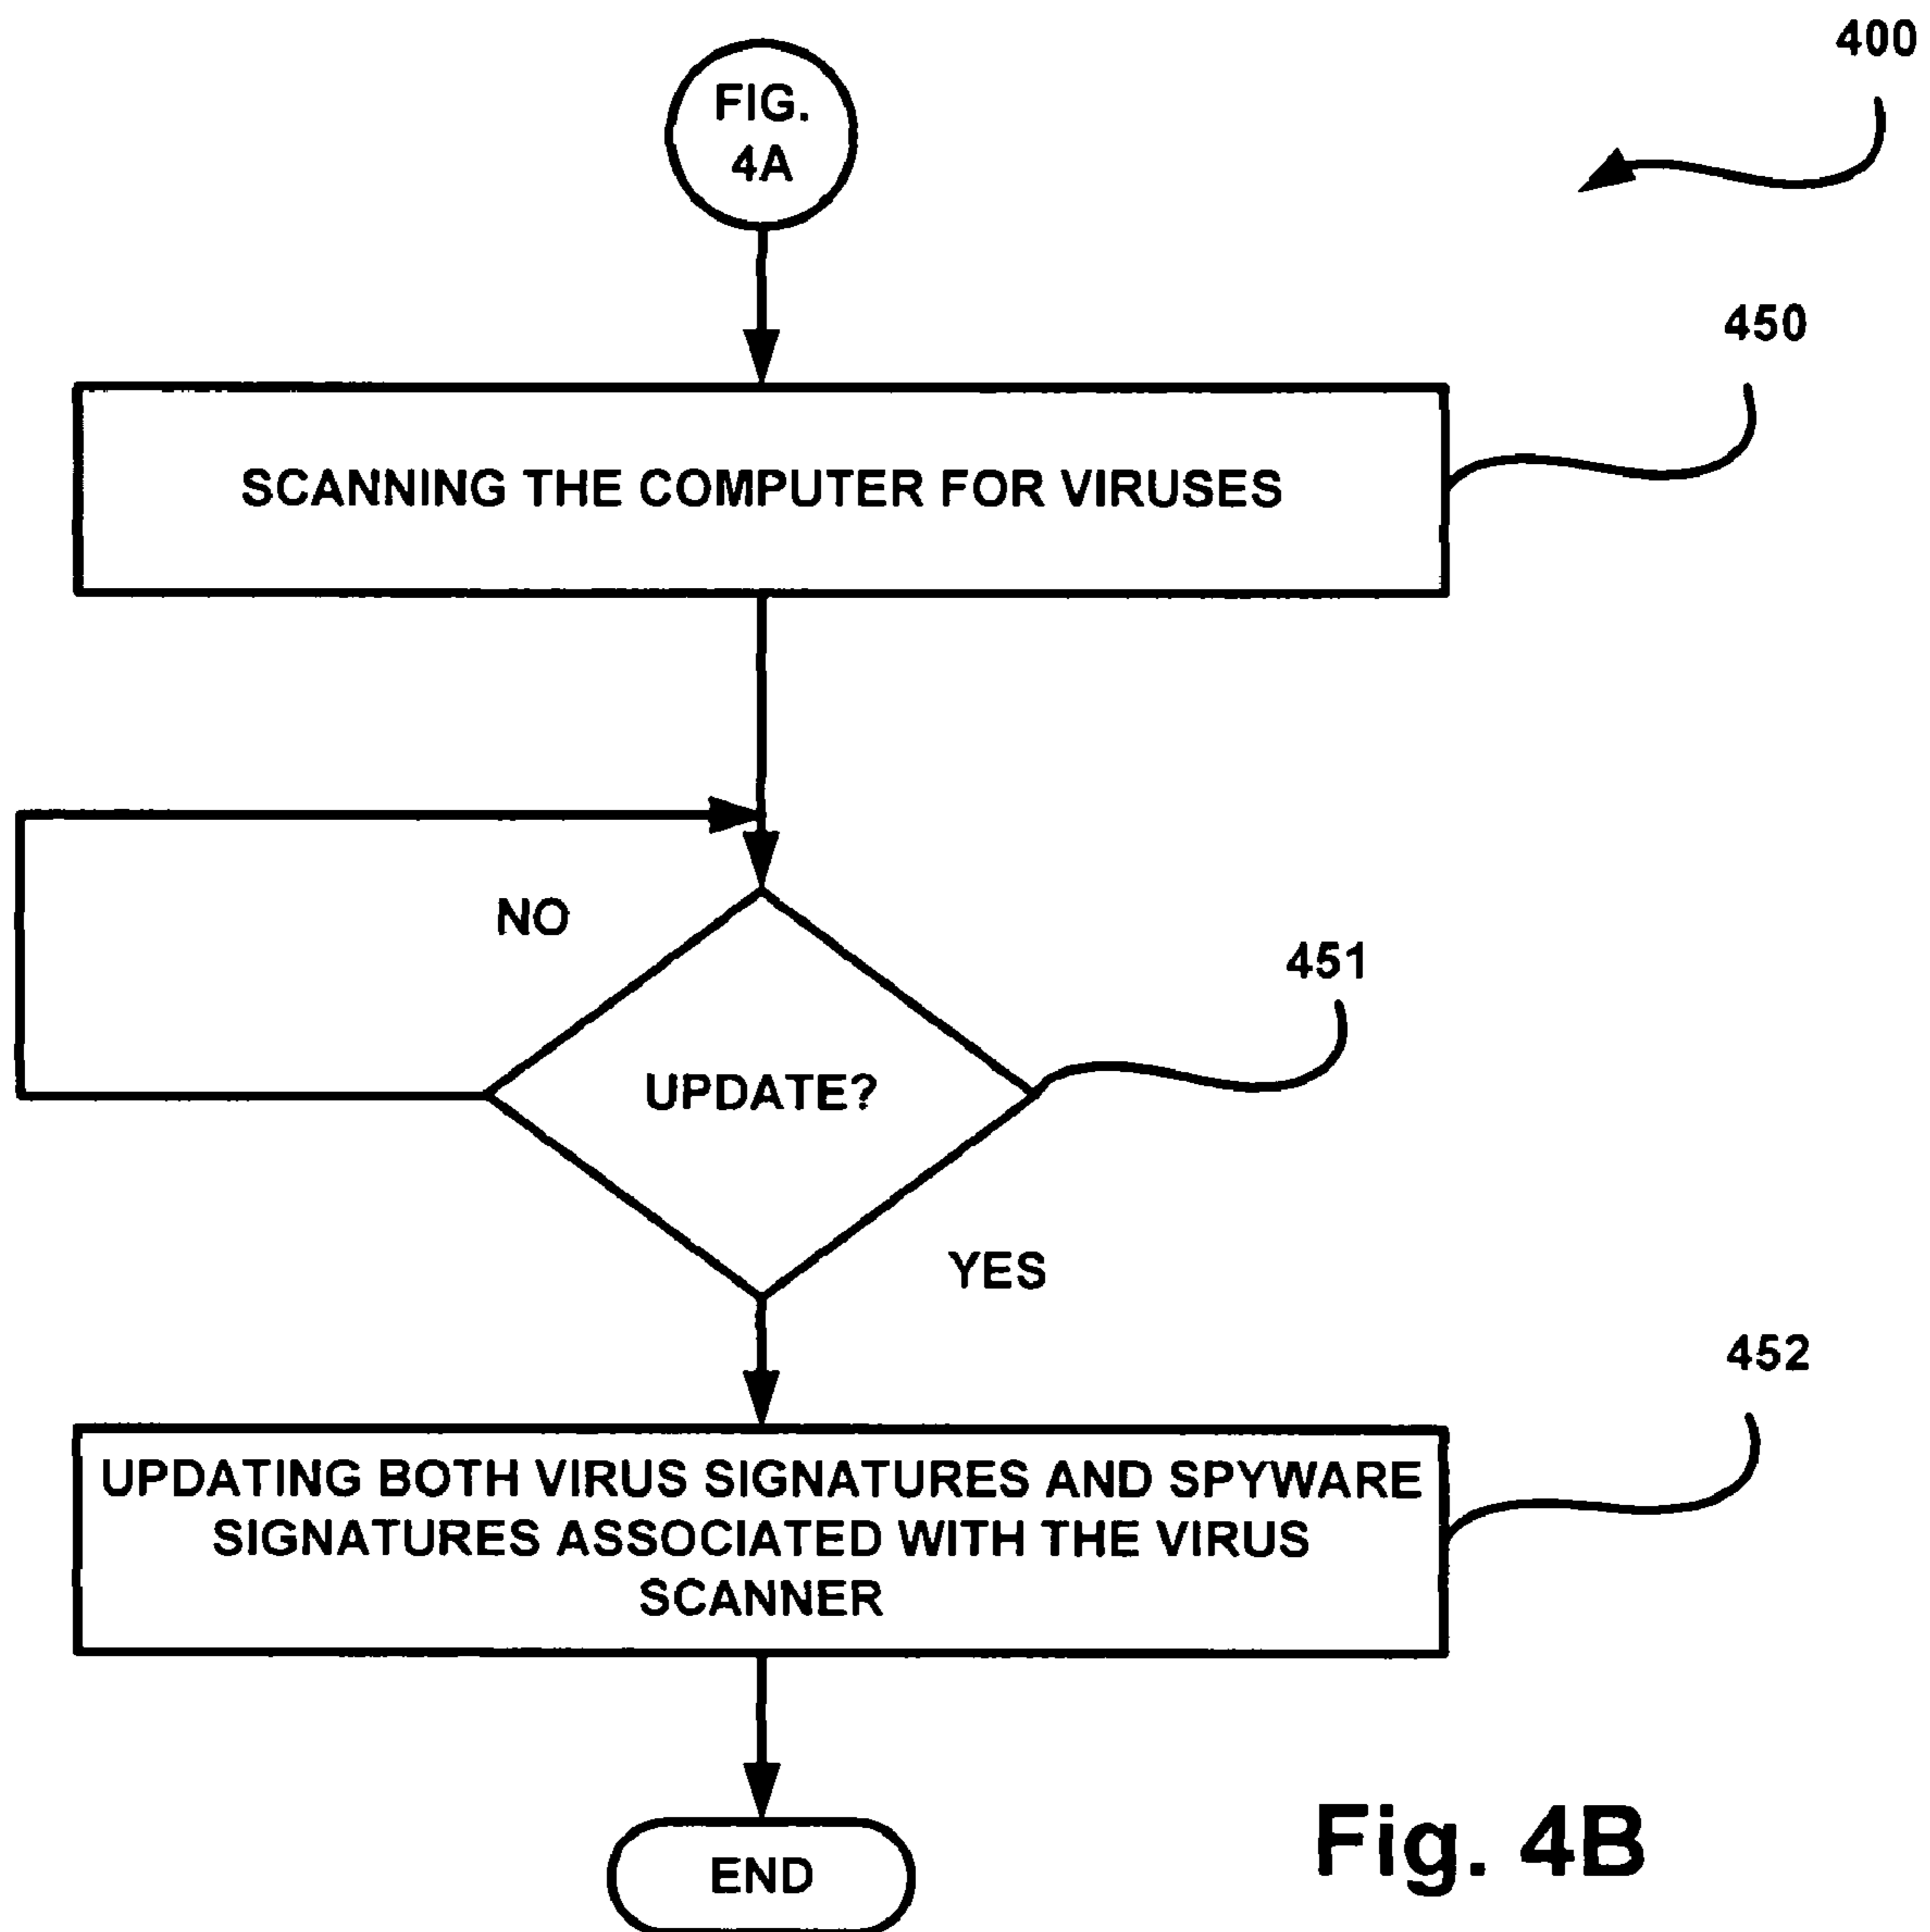 400
FIG.
4A
450
SCANNING THE COMPUTER FOR VIRUSES
NO
451
UPDATE?
YES
452
UPDATING BOTH VIRUS SIGNATURES AND SPYWARE
SIGNATURES ASSOCIATED WITH THE VIRUS
SCANNER
END
Fig. 4B